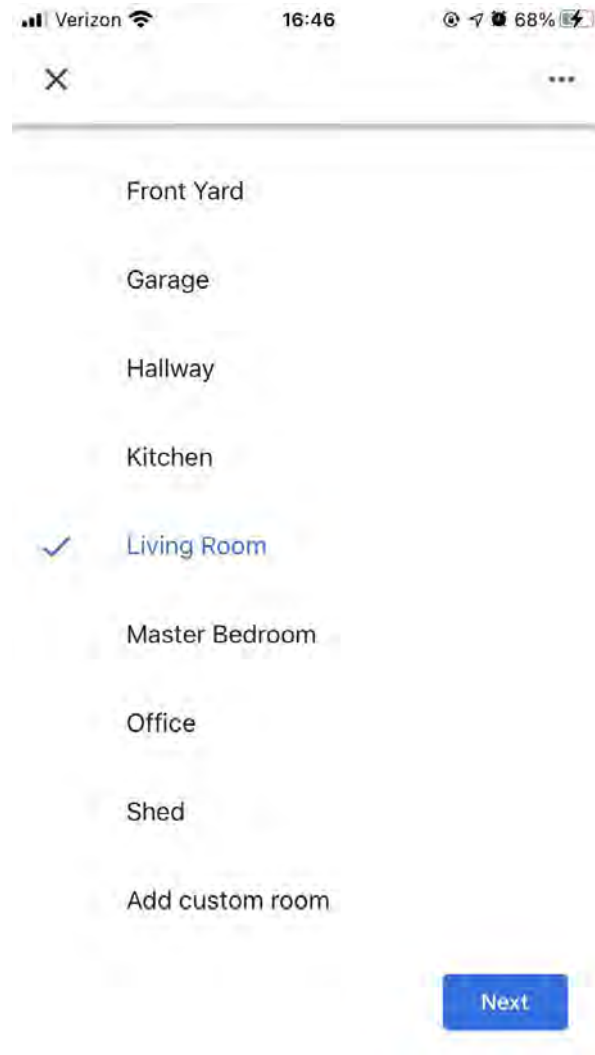 Verizon 16:46 68%
Front Yard
Garage
Hallway
Kitchen
Living Room
Master Bedroom
Office
Shed
Add custom room
Next